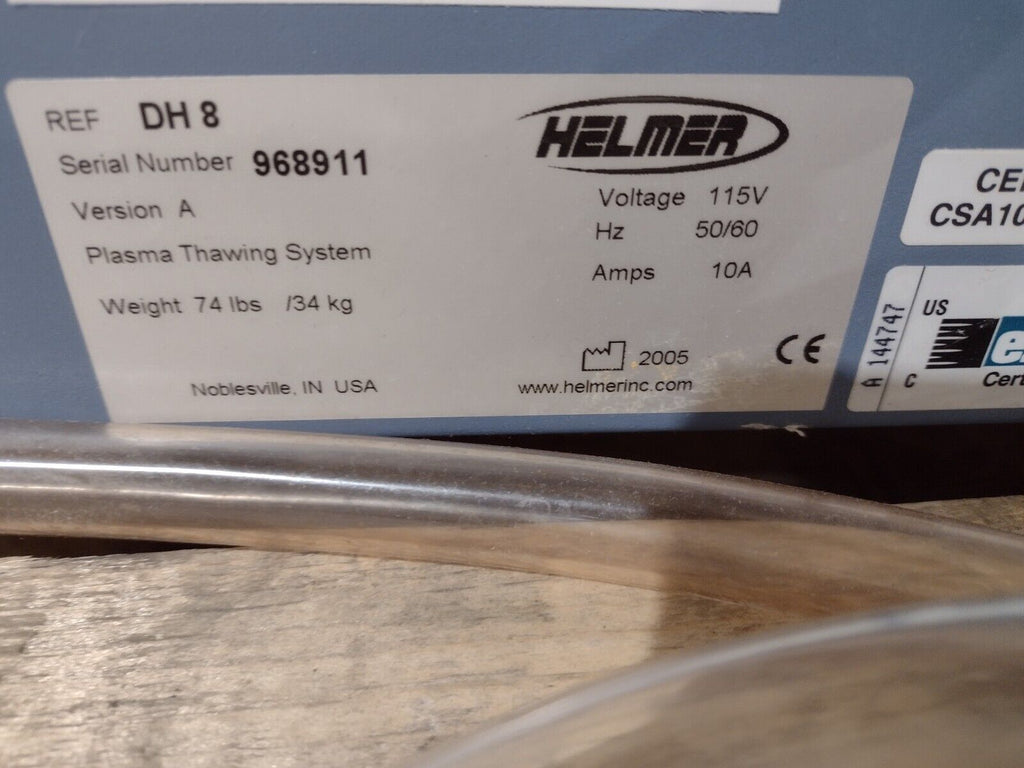 REF DH 8
Serial Number 968911
Version A
Plasma Thawing System
Weight 74 lbs /34 kg
Noblesville, IN USA
HELMER
Voltage 115V
Hz 50/60
Amps 10A
2005
www.helmerinc.com
CE
CSA10
A 144747
US
C
Cert